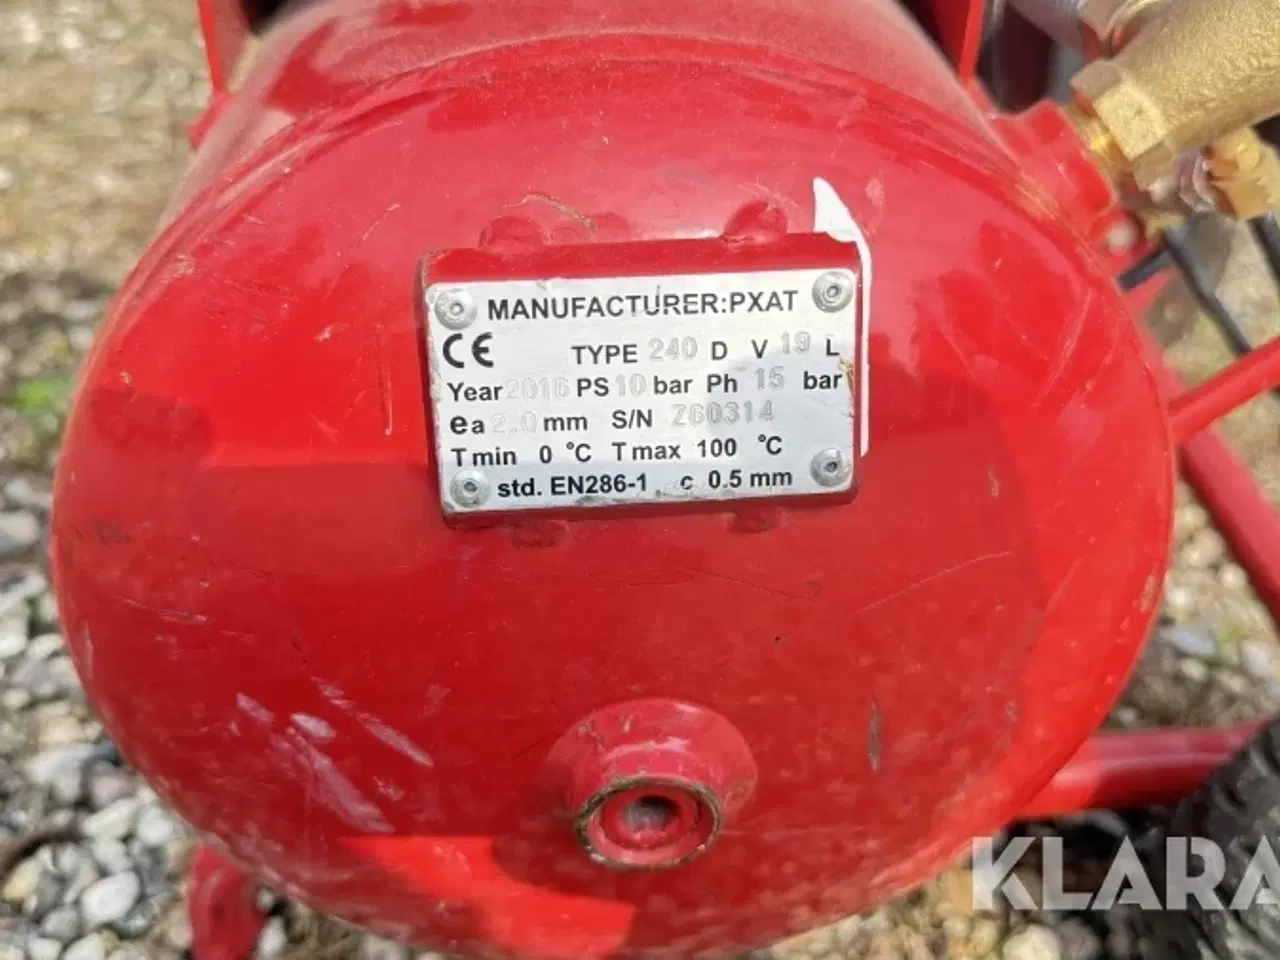 MANUFACTURER:PXAT
CE TYPE 240 D V 19 L
Year 2016 PS 10 bar Ph 15 bar
ea 2.0 mm S/N Z60314
T min 0 °C T max 100 °C
std. EN286-1 c 0.5 mm
KLARA